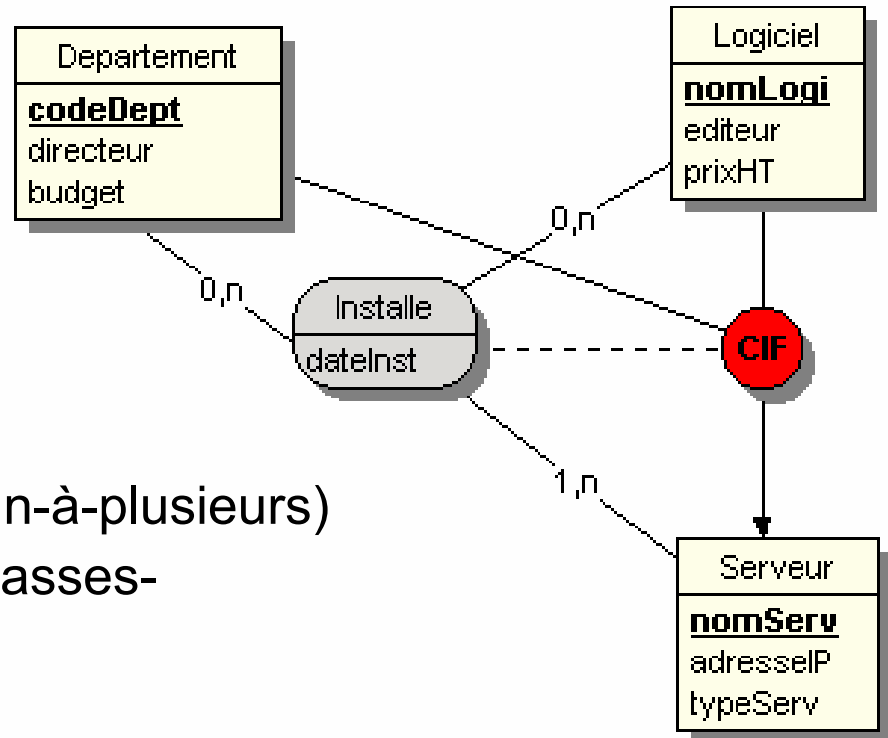 Departement
codeDept
directeur
budget
Logiciel
nomLogi
editeur
prixHT
0,n
0,n
Installe
dateInst
CIF
1,n
n-à-plusieurs)
asses-
Serveur
nomServ
adresseIP
typeServ